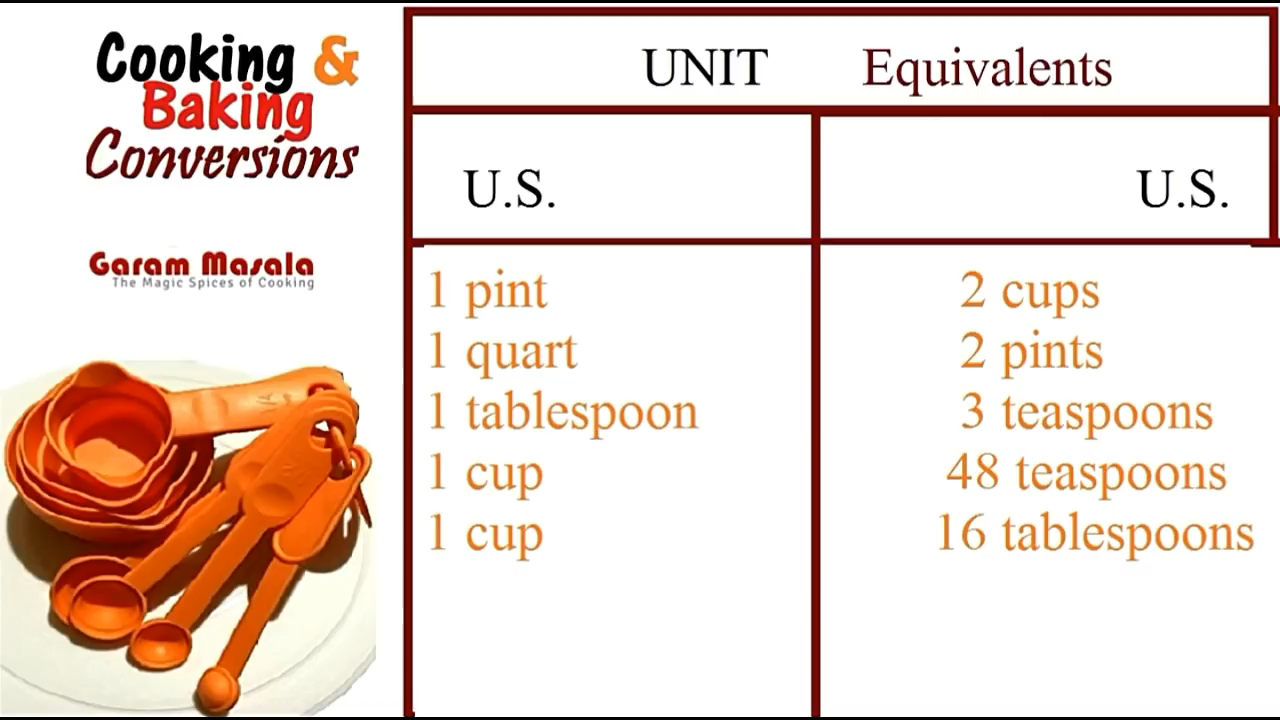 Cooking &
Baking
Conversions
Garam Masala
The Magic Spices of Cooking
UNIT Equivalents
U.S. U.S.
1 pint 2 cups
1 quart 2 pints
1 tablespoon 3 teaspoons
1 cup 48 teaspoons
1 cup 16 tablespoons